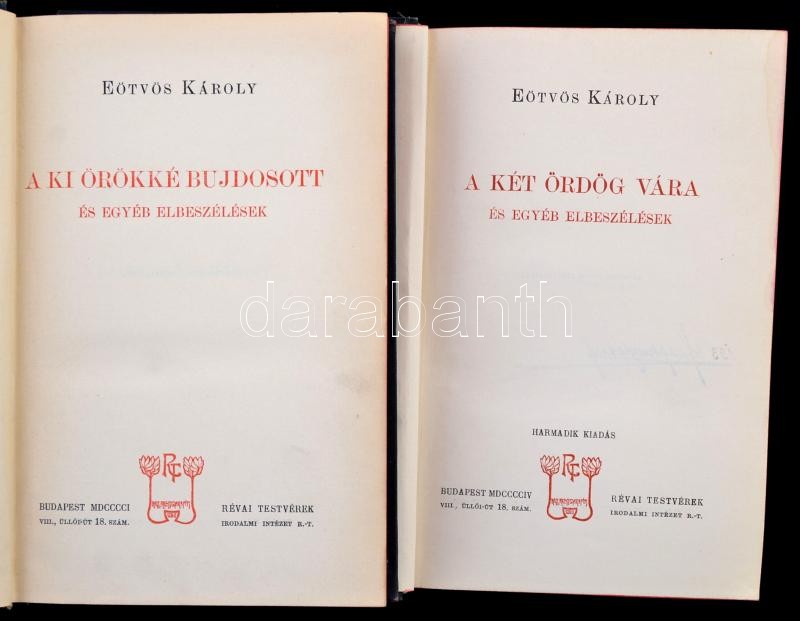 EÖTVÖS KÁROLY
A KI ÖRÖKKÉ BUJDOSOTT
ÉS EGYÉB ELBESZÉLÉSEK
BUDAPEST MDCCCCI
VIII., ÜLLŐI-ÚT 18. SZÁM.
RÉVAI TESTVÉREK
IRODALMI INTÉZET R.-T.
EÖTVÖS KÁROLY
A KÉT ÖRDÖG VÁRA
ÉS EGYÉB ELBESZÉLÉSEK
HARMADIK KIADÁS
BUDAPEST MDCCCCIV
VIII., ÜLLŐI-ÚT 18. SZÁM.
RÉVAI TESTVÉREK
IRODALMI INTÉZET R.-T.
darabanth